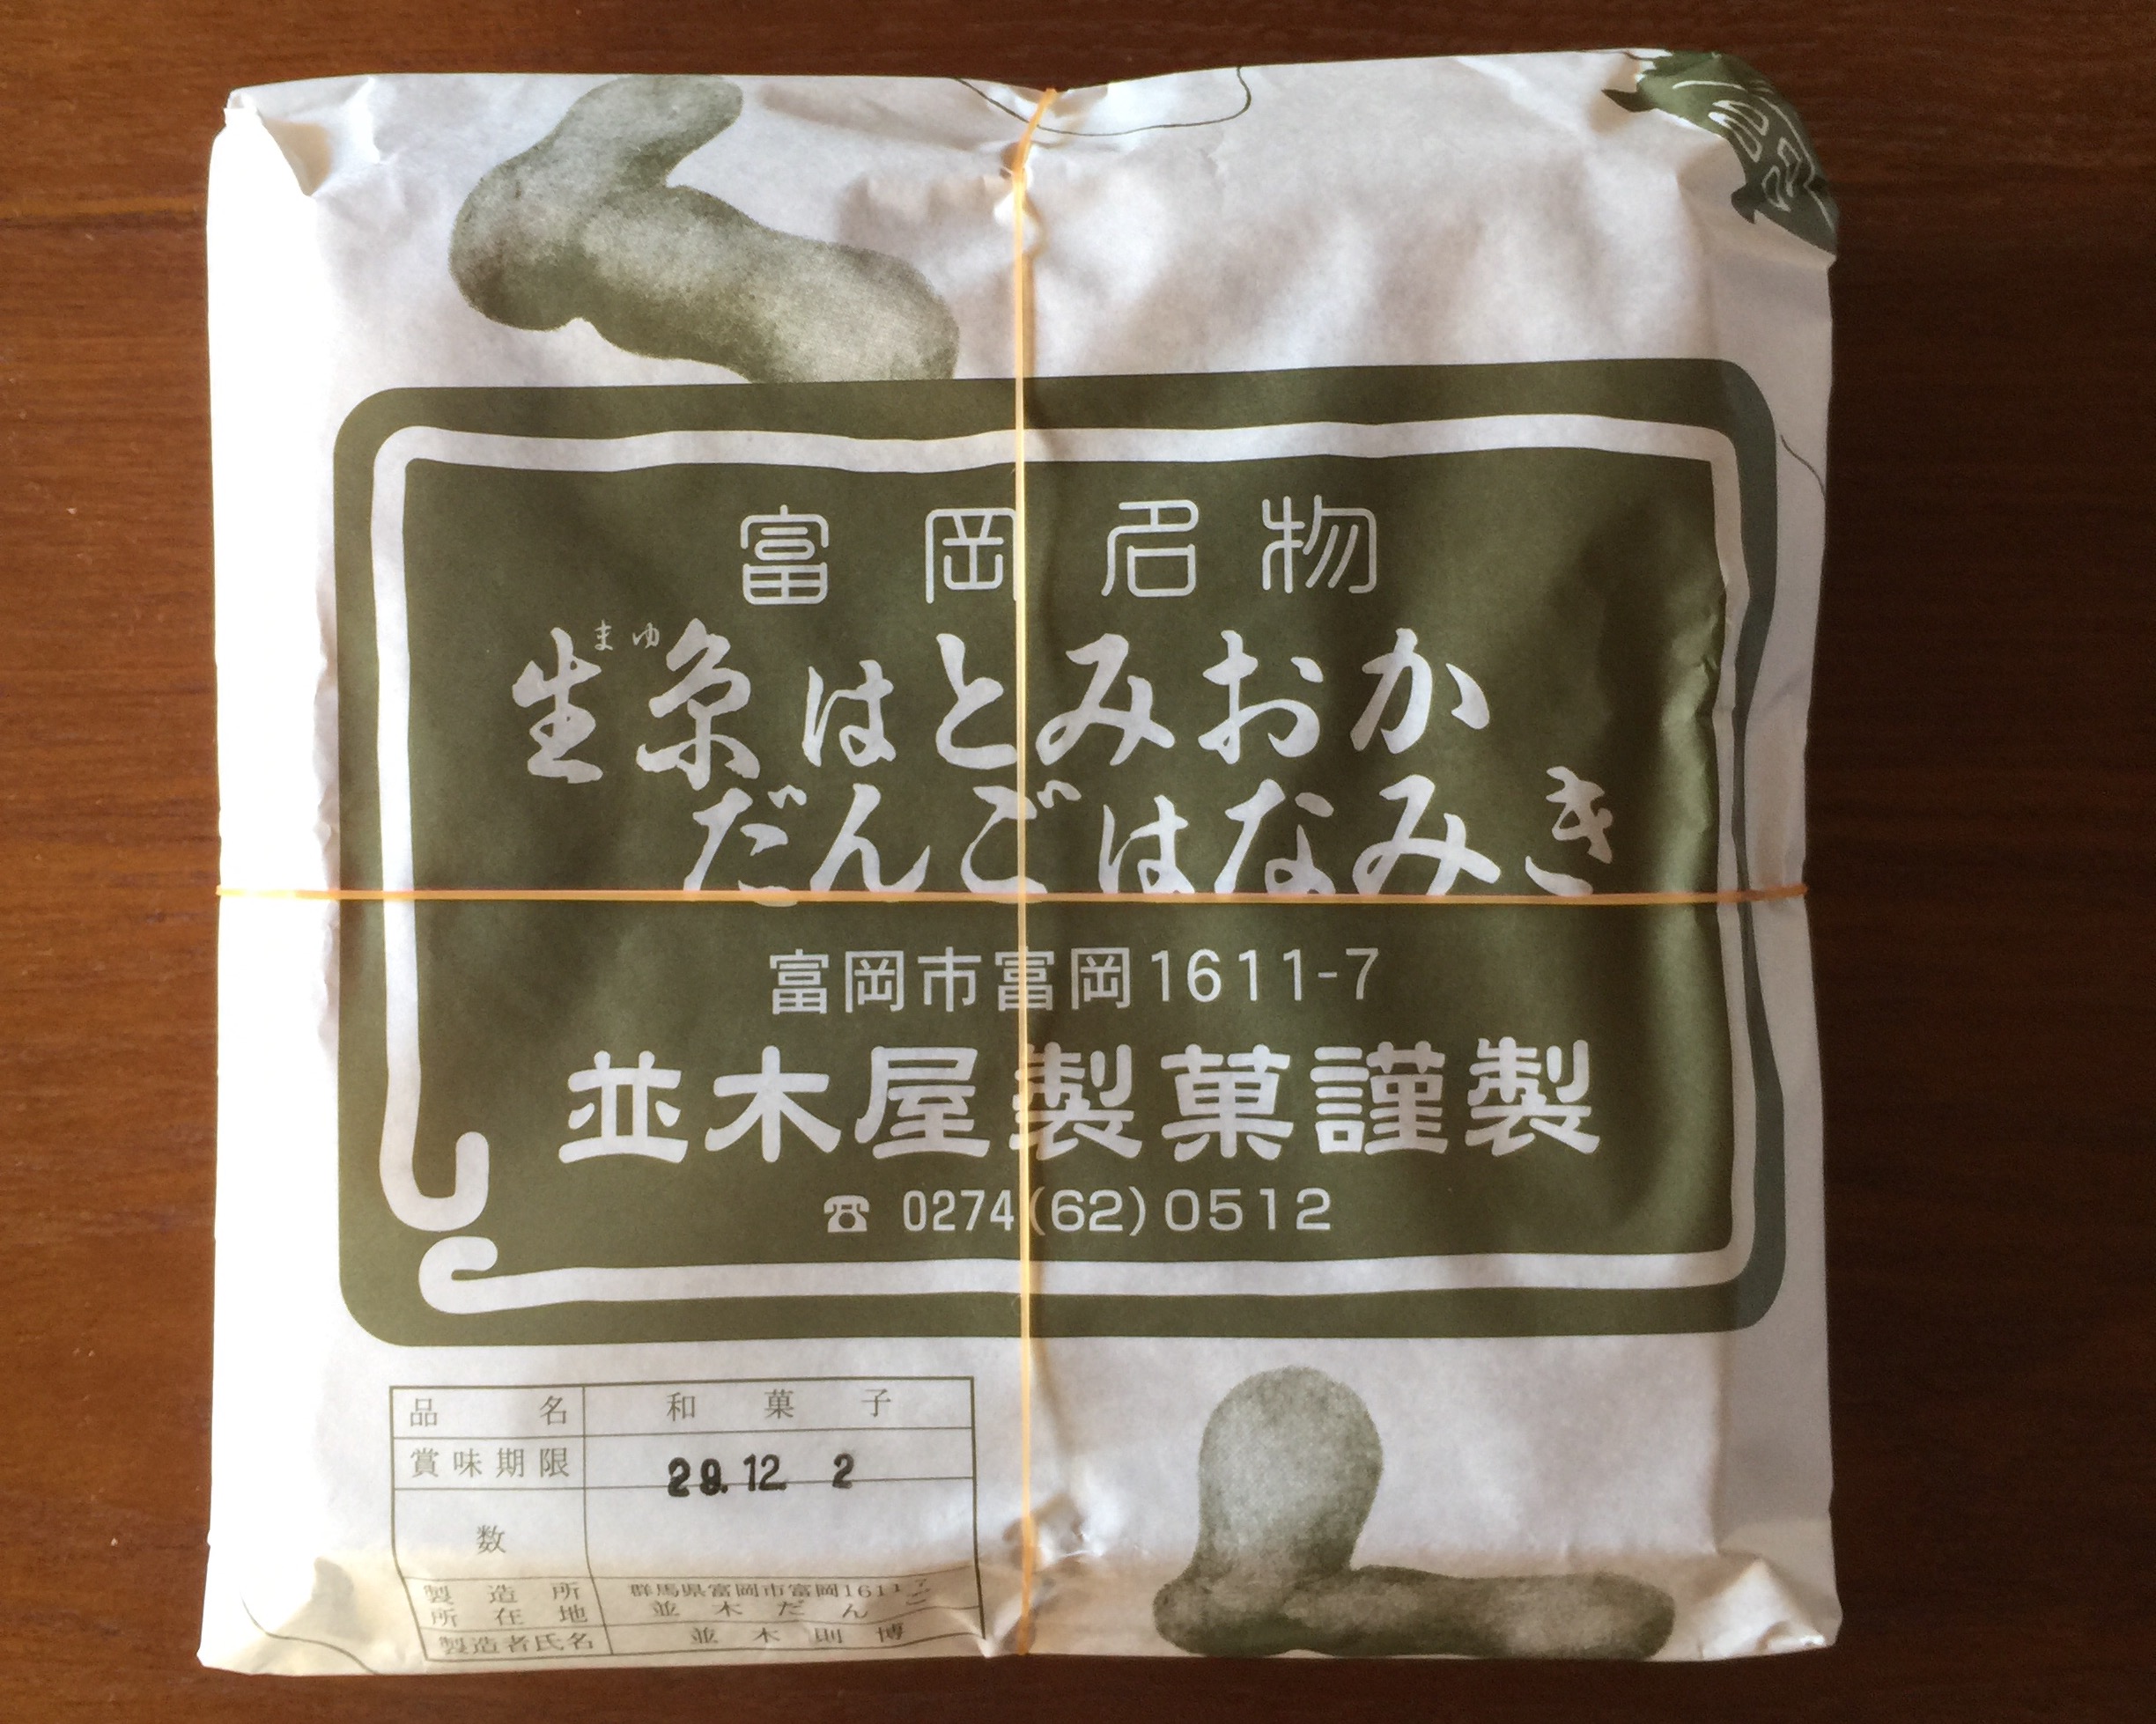 富岡名物
まゆ
生糸はとみおか
だんごはなみき
富岡市富岡1611-7
並木屋製菓謹製
☎ 0274(62)0512
品名 和菓子
賞味期限 29.12 2
数
製造所 群馬県富岡市富岡1611
所在地 並木だんご
製造者氏名 並木則博